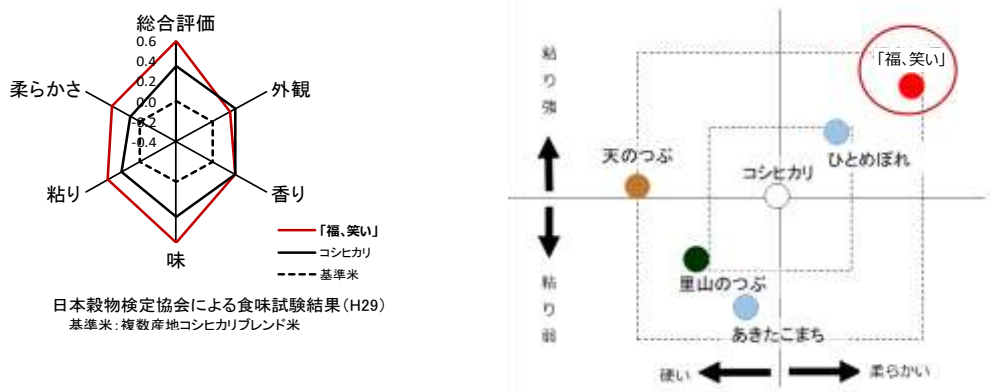 総合評価
0.6
0.4
0.2
0.0
-0.2
-0.4
柔らかさ
外観
粘り
香り
味
「福、笑い」
コシヒカリ
基準米
日本穀物検定協会による食味試験結果(H29)
基準米:複数産地コシヒカリブレンド米
粘り強
「福、笑い」
ひとめぼれ
天のつぶ
コシヒカリ
里山のつぶ
あきたこまち
粘り弱
硬い
柔らかい